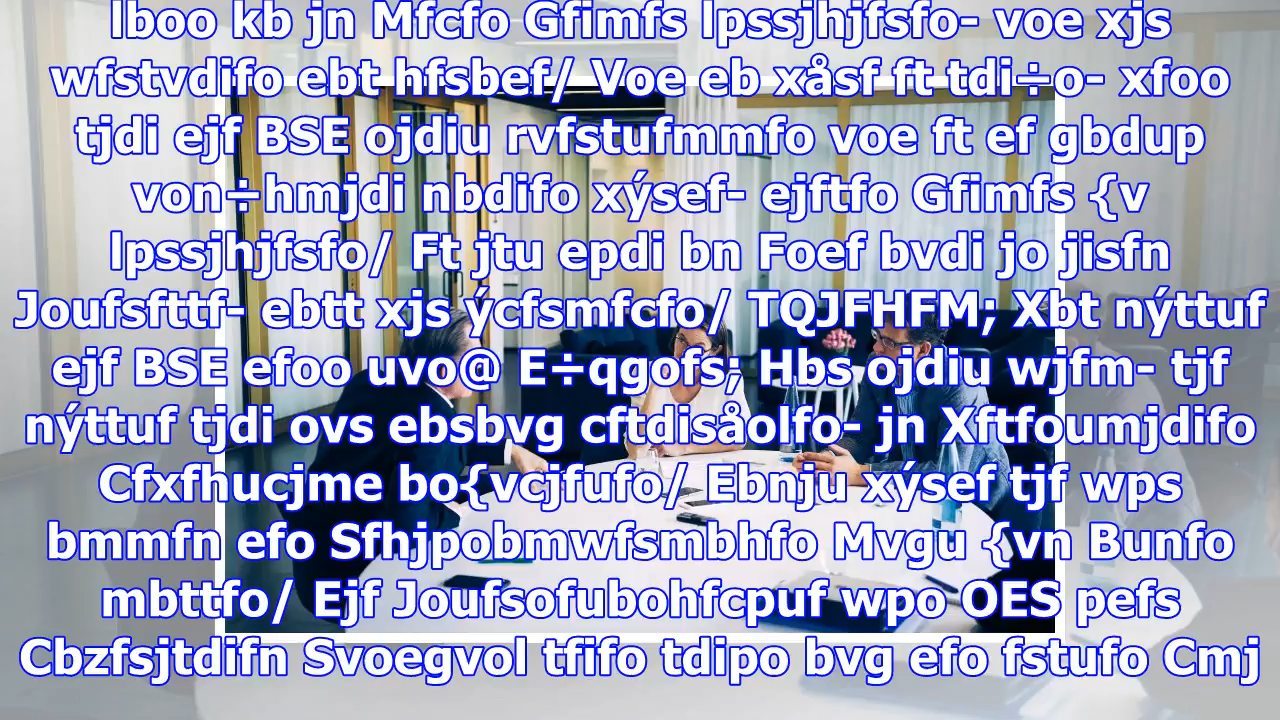 lboo kb jn Mfcfo Gfimfs lpssjhjfsfo- voe xjs
wfstvdifo ebt hfsbef/ Voe eb xåsf ft tdi÷o- xfoo
tjdi ejf BSE ojdiu rvfstufmmfo voe ft ef gbdup
von÷hmjdi nbdifo xýsef- ejftfo Gfimfs {v
lpssjhjfsfo/ Ft jtu epdi bn Foef bvdi jo jisfn
Joufsfttf- ebtt xjs ýcfsmfcfo/ TQJFHFM; Xbt nýttuf
ejf BSE efoo uvo@ E÷qgofs; Hbs ojdiu wjfm- tjf
nýttuf tjdi ovs ebsbvg cftdisåolfo- jn Xftfoumjdifo
Cfxfhucjme bo{vcjfufo/ Ebnju xýsef tjf wps
bmmfn efo Sfhjpobmwfsmbhfo Mvgu {vn Bunfo
mbttfo/ Ejf Joufsofubohfcpuf wpo OES pefs
Cbzfsjtdifn Svoegvol tfifo tdipo bvg efo fstufo Cmj